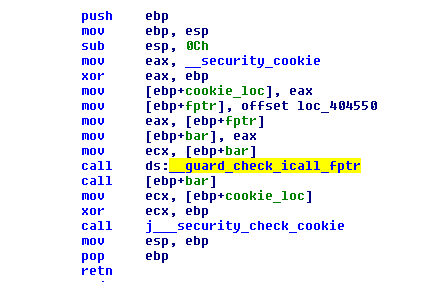 push ebp
mov ebp, esp
sub esp, 0Ch
mov eax, __security_cookie
xor eax, ebp
mov [ebp+cookie_loc], eax
mov [ebp+fptr], offset loc_404550
mov eax, [ebp+fptr]
mov [ebp+bar], eax
mov ecx, [ebp+bar]
call ds:__guard_check_icall_fptr
call [ebp+bar]
mov ecx, [ebp+cookie_loc]
xor ecx, ebp
call j___security_check_cookie
mov esp, ebp
pop ebp
retn